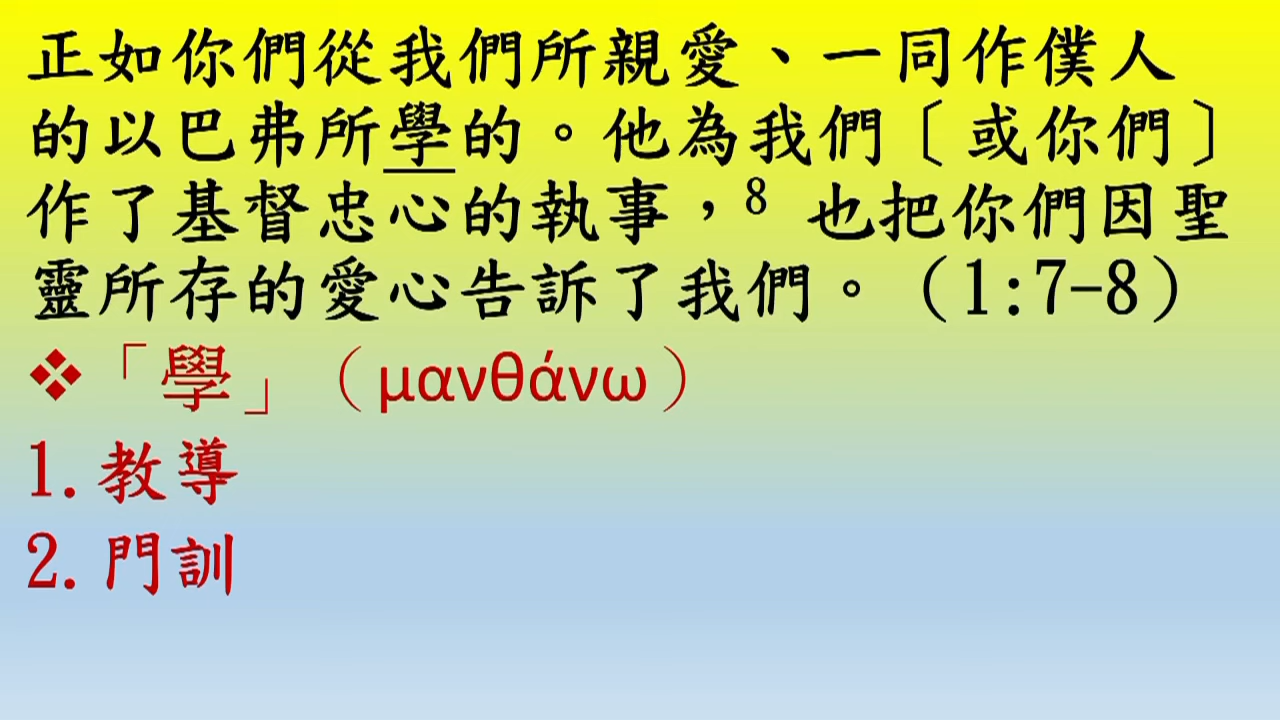 正如你們從我們所親愛、一同作僕人
的以巴弗所學的。他為我們〔或你們〕
作了基督忠心的執事，⁸ 也把你們因聖
靈所存的愛心告訴了我們。（1:7-8）
❖「學」（μανθάνω）
1.教導
2.門訓